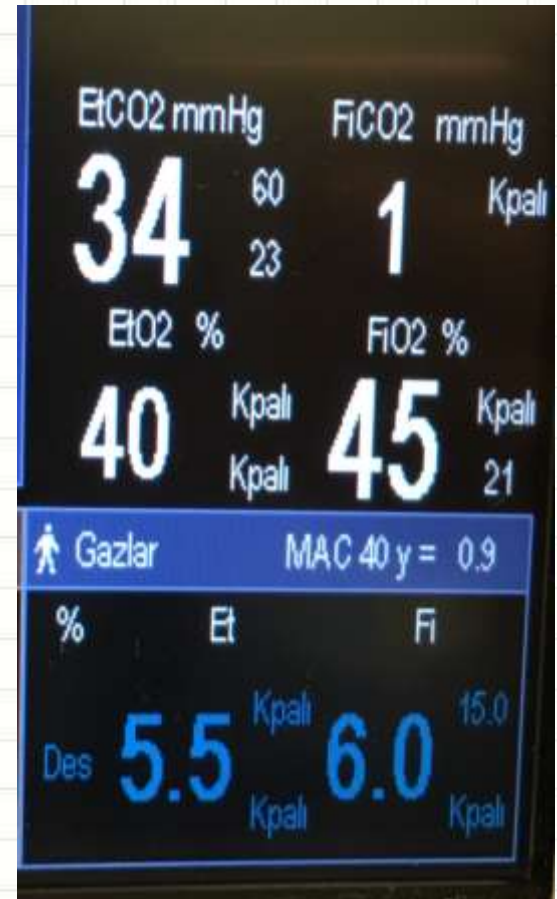 EtCO2 mmHg FiCO2 mmHg
34 60 23 1 Kpalı
EtO2 % FiO2 %
40 Kpalı Kpalı 45 Kpalı 21
Gazlar MAC 40 y = 0.9
% Et Fi
Des 5.5 Kpalı Kpalı 6.0 15.0 Kpalı